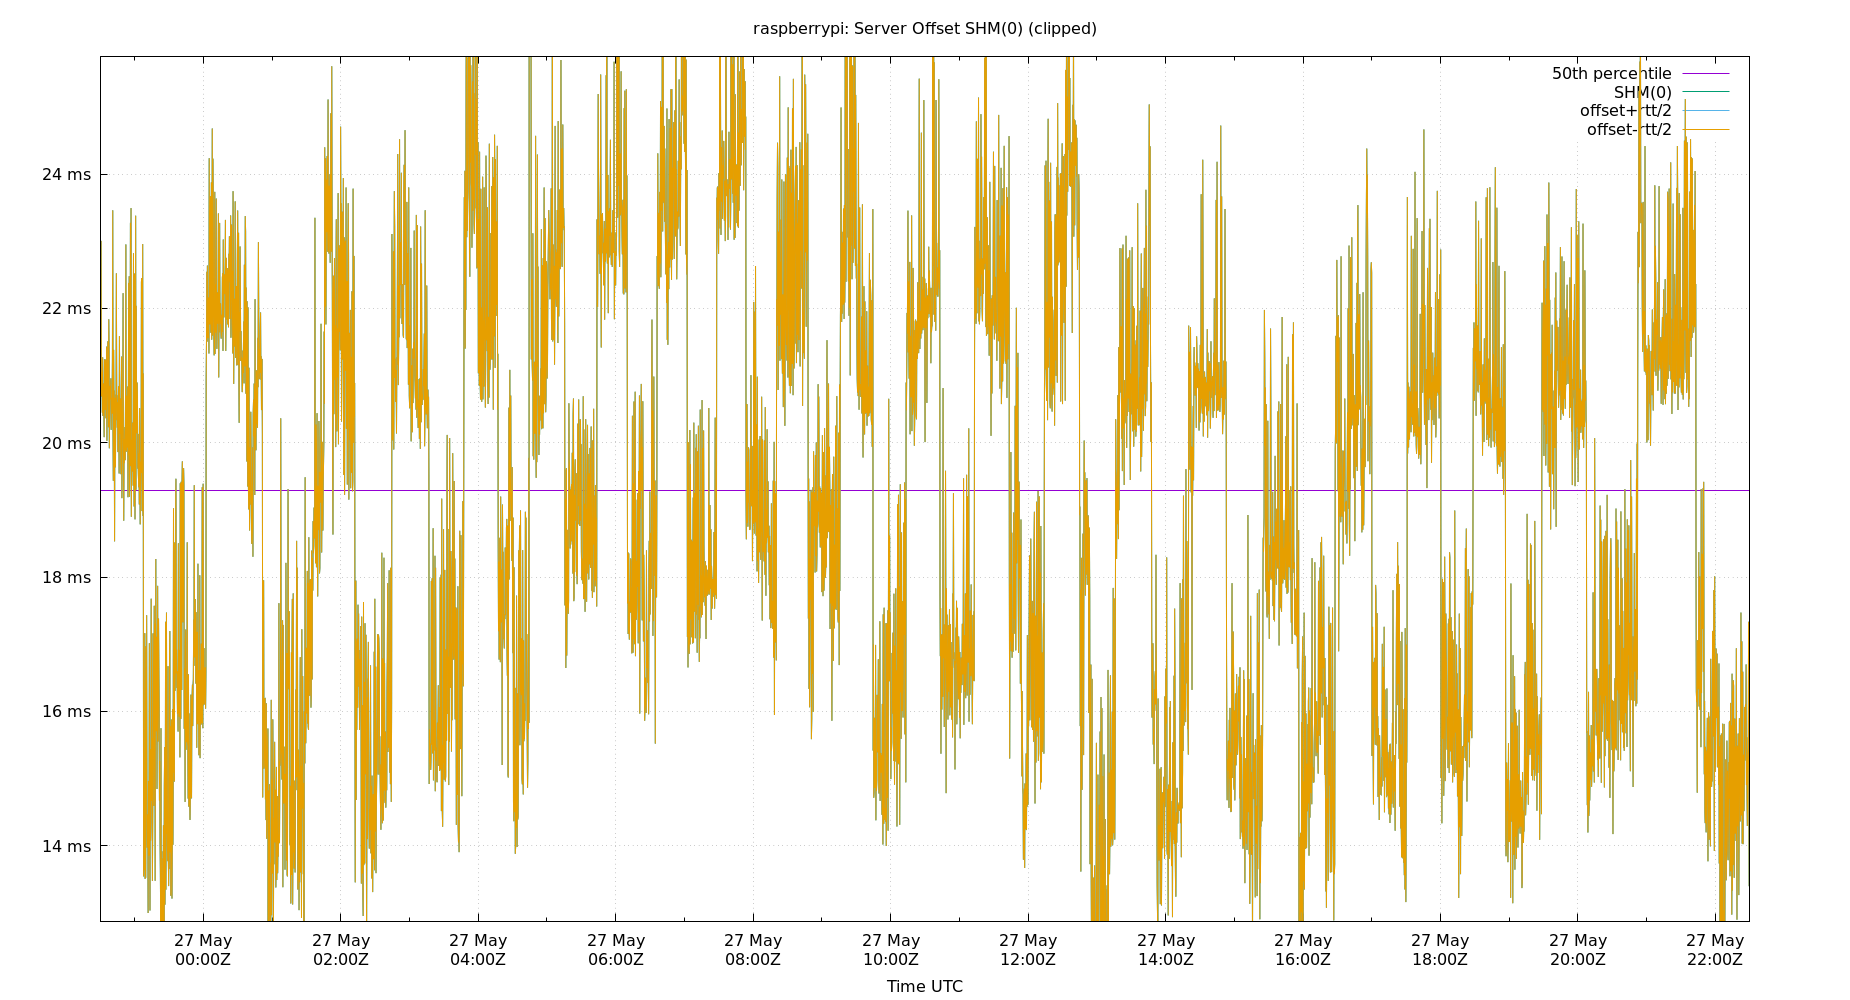 raspberrypi: Server Offset SHM(0) (clipped)
50th percentile
SHM(0)
offset+rtt/2
offset-rtt/2
24 ms
22 ms
20 ms
18 ms
16 ms
14 ms
27 May 27 May 27 May 27 May 27 May 27 May 27 May 27 May 27 May 27 May 27 May 27 May
00:00Z 02:00Z 04:00Z 06:00Z 08:00Z 10:00Z 12:00Z 14:00Z 16:00Z 18:00Z 20:00Z 22:00Z
Time UTC